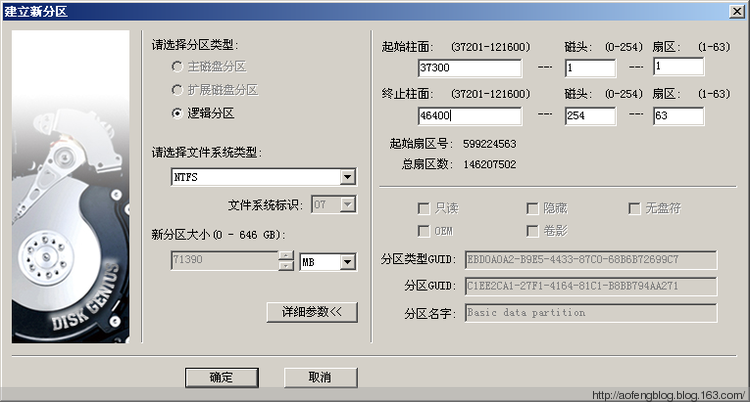 建立新分区
请选择分区类型:
主磁盘分区
扩展磁盘分区
逻辑分区
请选择文件系统类型:
NTFS
文件系统标识: 07
新分区大小(0 - 646 GB):
71390 MB
详细参数<<
起始柱面: (37201-121600) 磁头: (0-254) 扇区: (1-63)
37300 --- 1 --- 1
终止柱面: (37201-121600) 磁头: (0-254) 扇区: (1-63)
46400 --- 254 --- 63
起始扇区号: 599224563
总扇区数: 146207502
只读 隐藏 无盘符
OEM 卷影
分区类型GUID: EBD0A0A2-B9E5-4433-87C0-68B6B72699C7
分区GUID: C1EE2CA1-27F1-4164-81C1-B8BB794AA271
分区名字: Basic data partition
DISK GENIUS
确定 取消
http://aofengblog.blog.163.com/